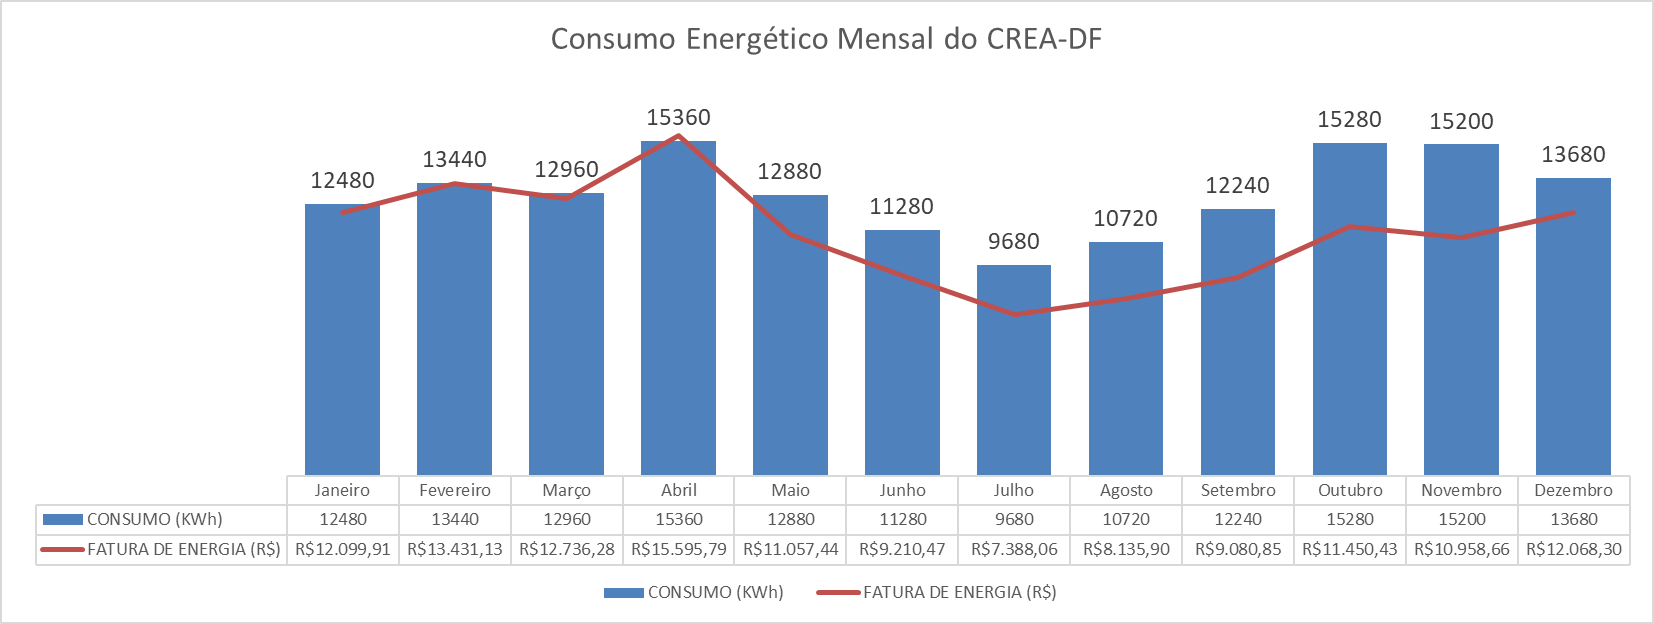 Consumo Energético Mensal do CREA-DF
12480 13440 12960 15360 12880 11280 9680 10720 12240 15280 15200 13680
Janeiro Fevereiro Março Abril Maio Junho Julho Agosto Setembro Outubro Novembro Dezembro
CONSUMO (KWh) 12480 13440 12960 15360 12880 11280 9680 10720 12240 15280 15200 13680
FATURA DE ENERGIA (R$) R$12.099,91 R$13.431,13 R$12.736,28 R$15.595,79 R$11.057,44 R$9.210,47 R$7.388,06 R$8.135,90 R$9.080,85 R$11.450,43 R$10.958,66 R$12.068,30
CONSUMO (KWh) FATURA DE ENERGIA (R$)